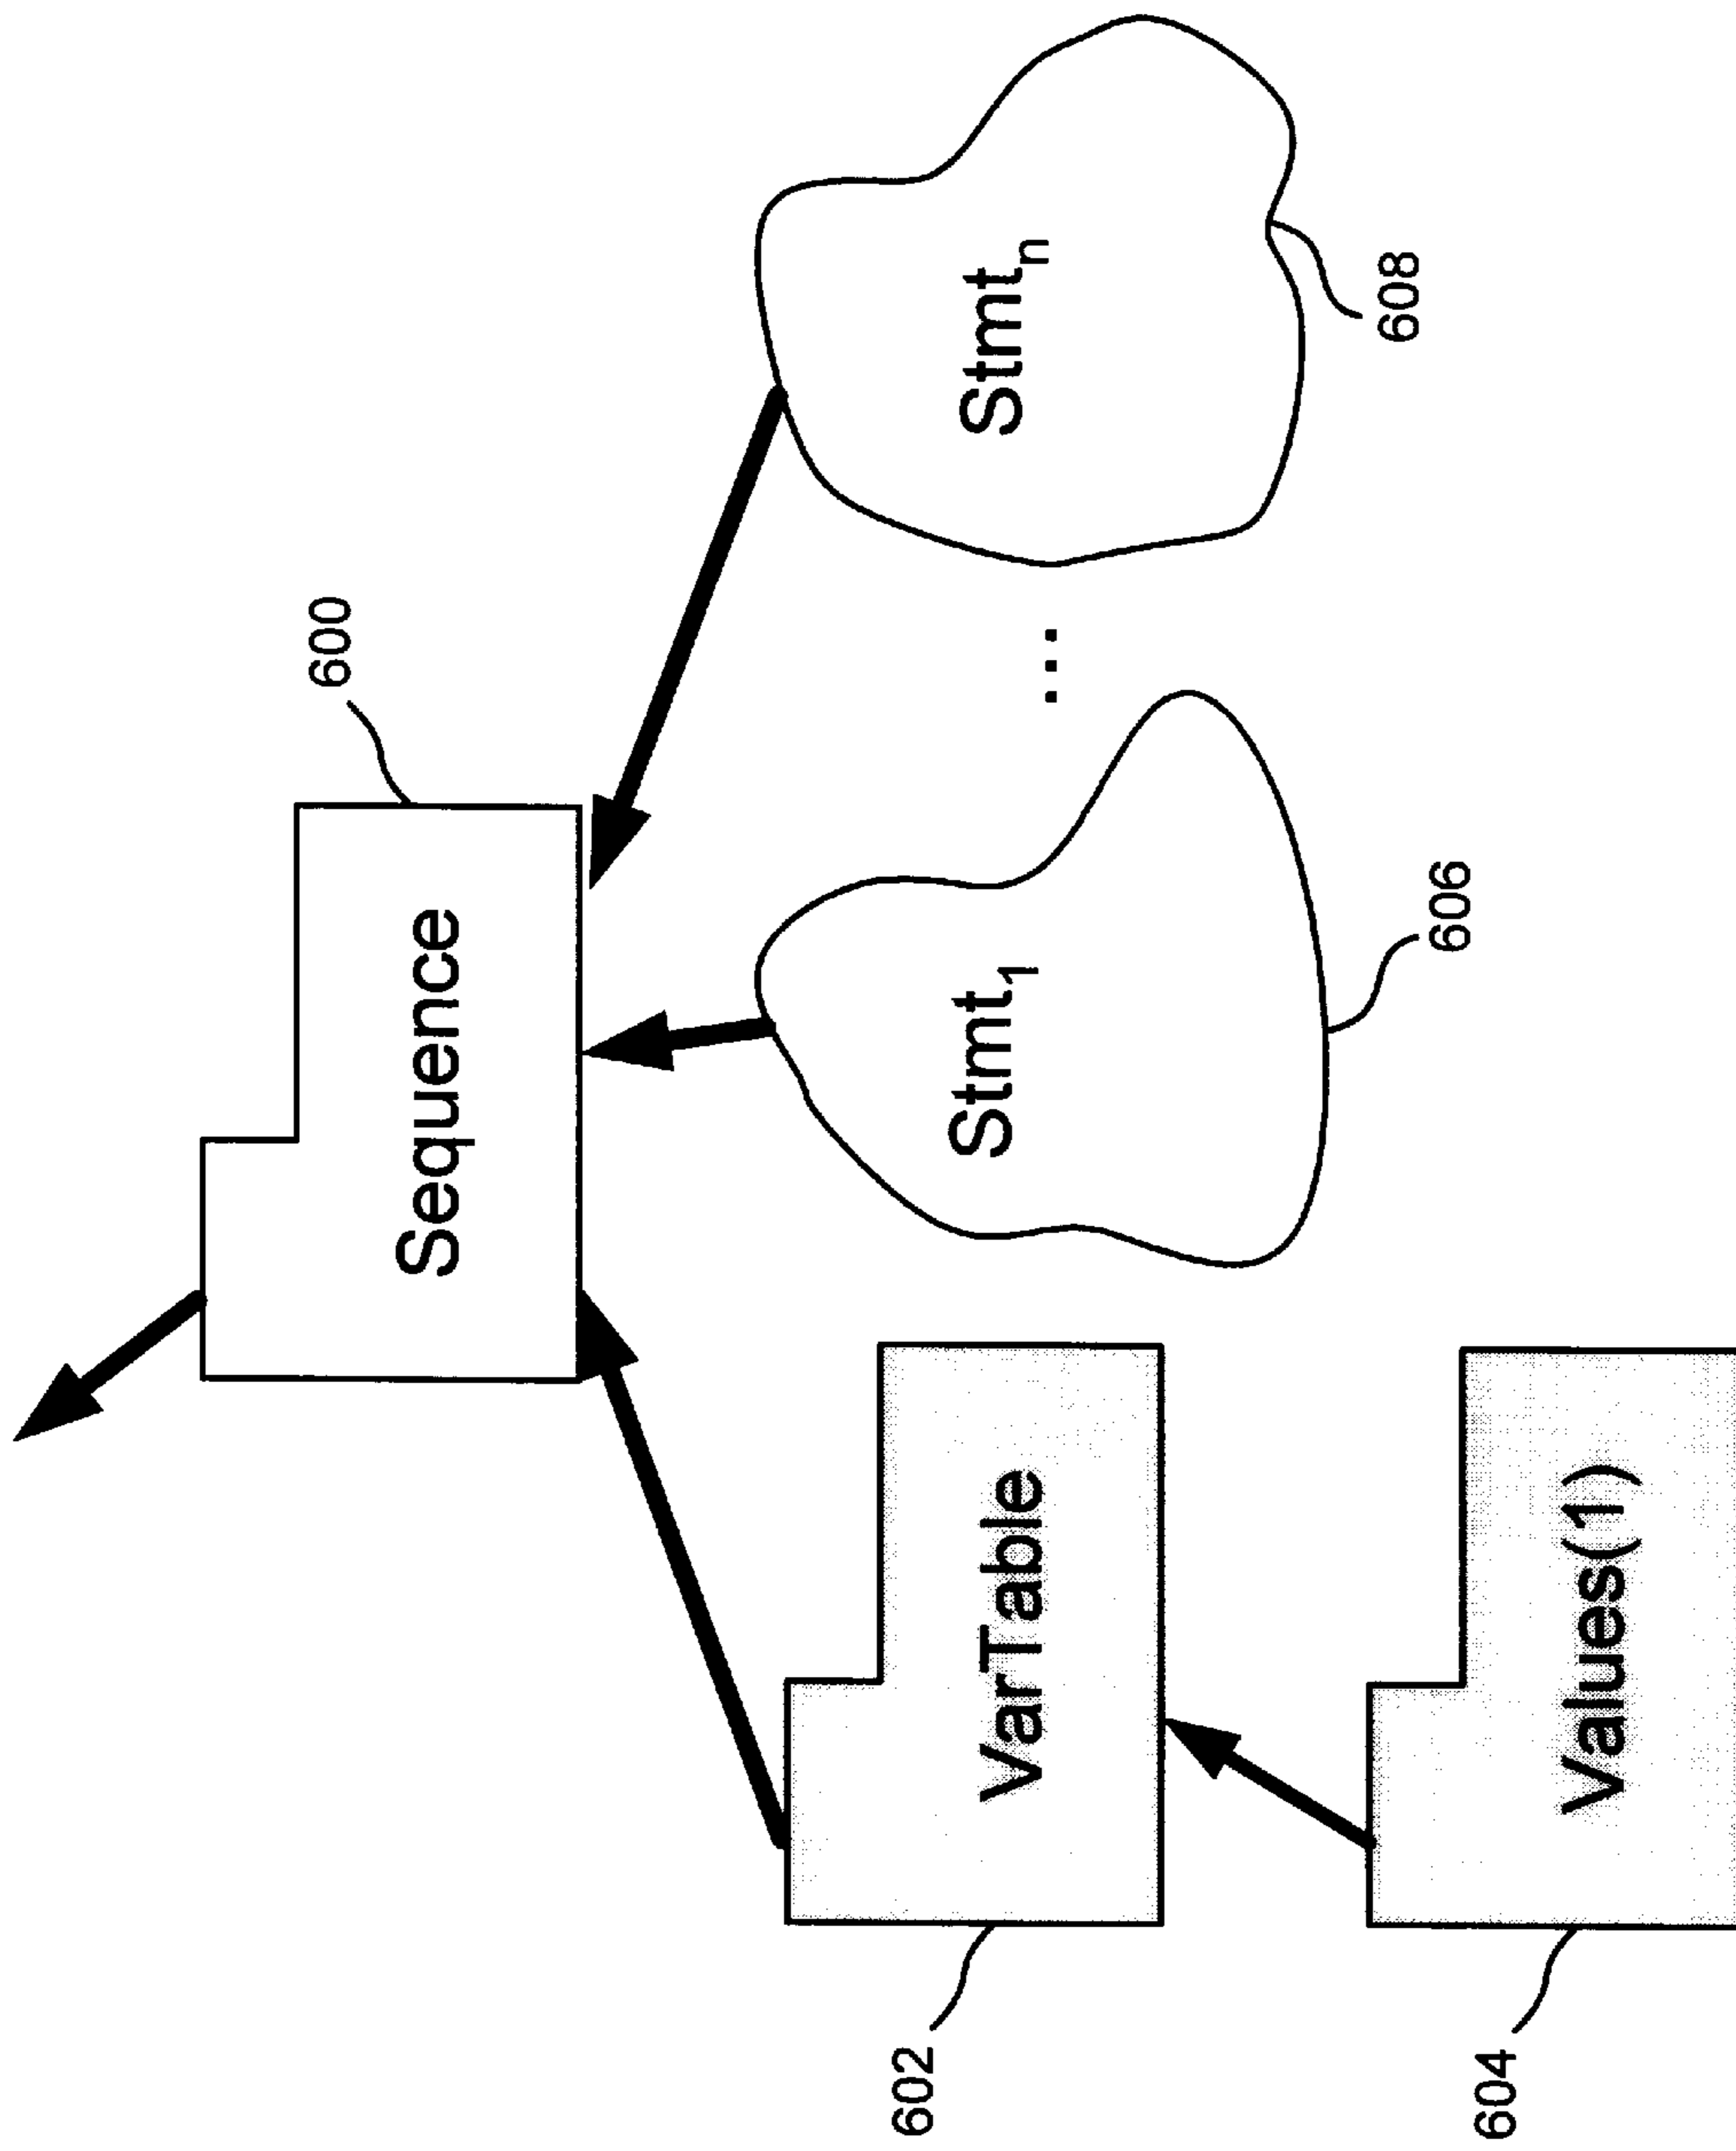 600
Sequence
602
VarTable
Stmt1
...
Stmtn
606
608
604
Values(1)